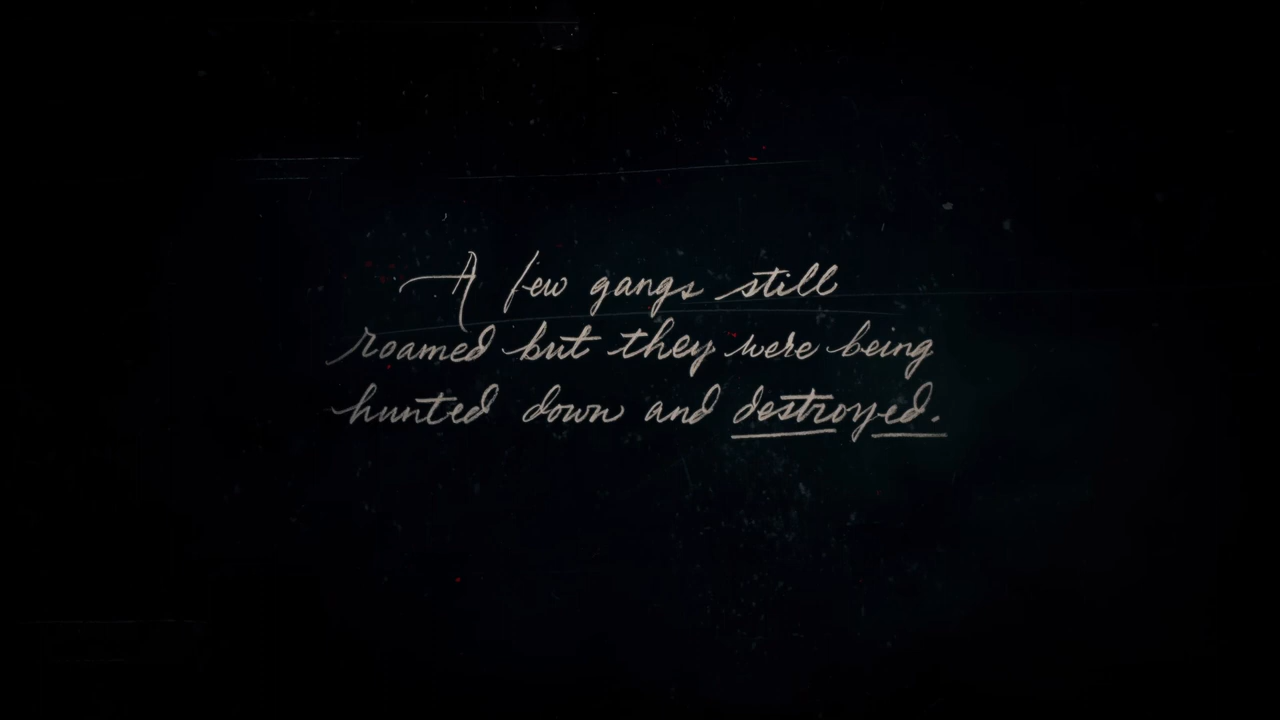 A few gangs still
roamed but they were being
hunted down and destroyed.